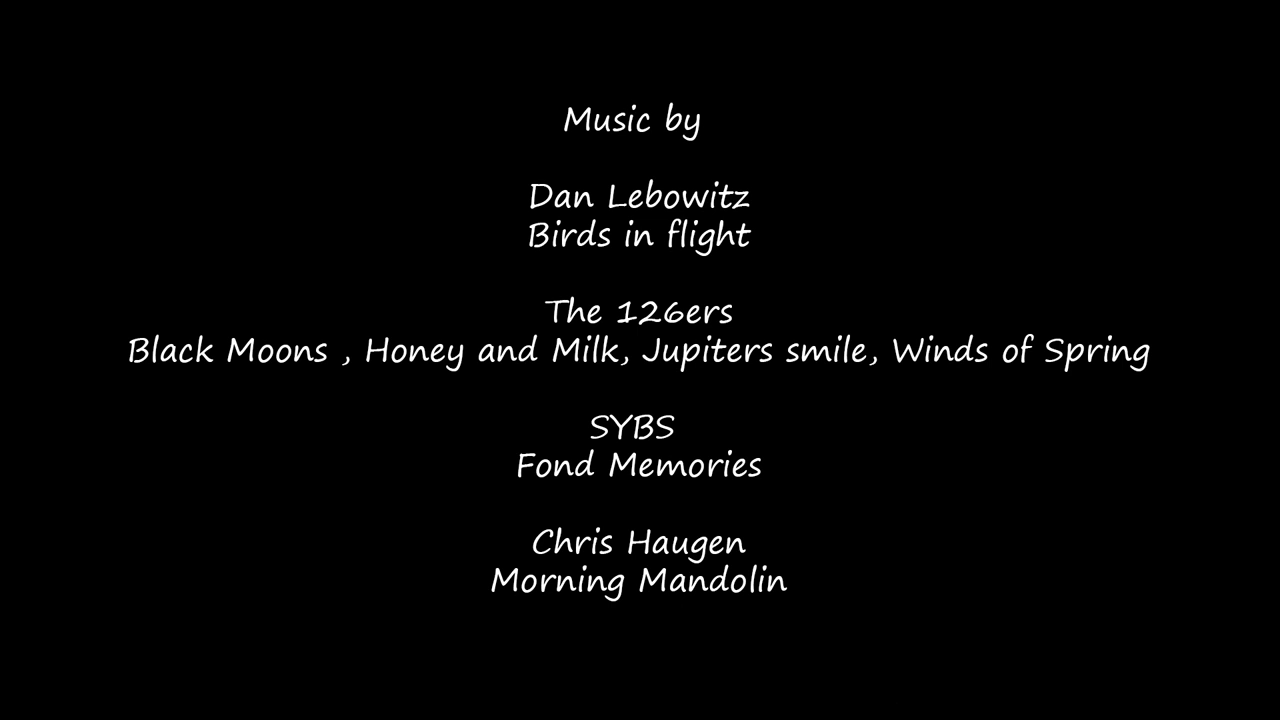 Music by
Dan Lebowitz
Birds in flight
The 126ers
Black Moons , Honey and Milk, Jupiters smile, Winds of Spring
SYBS
Fond Memories
Chris Haugen
Morning Mandolin